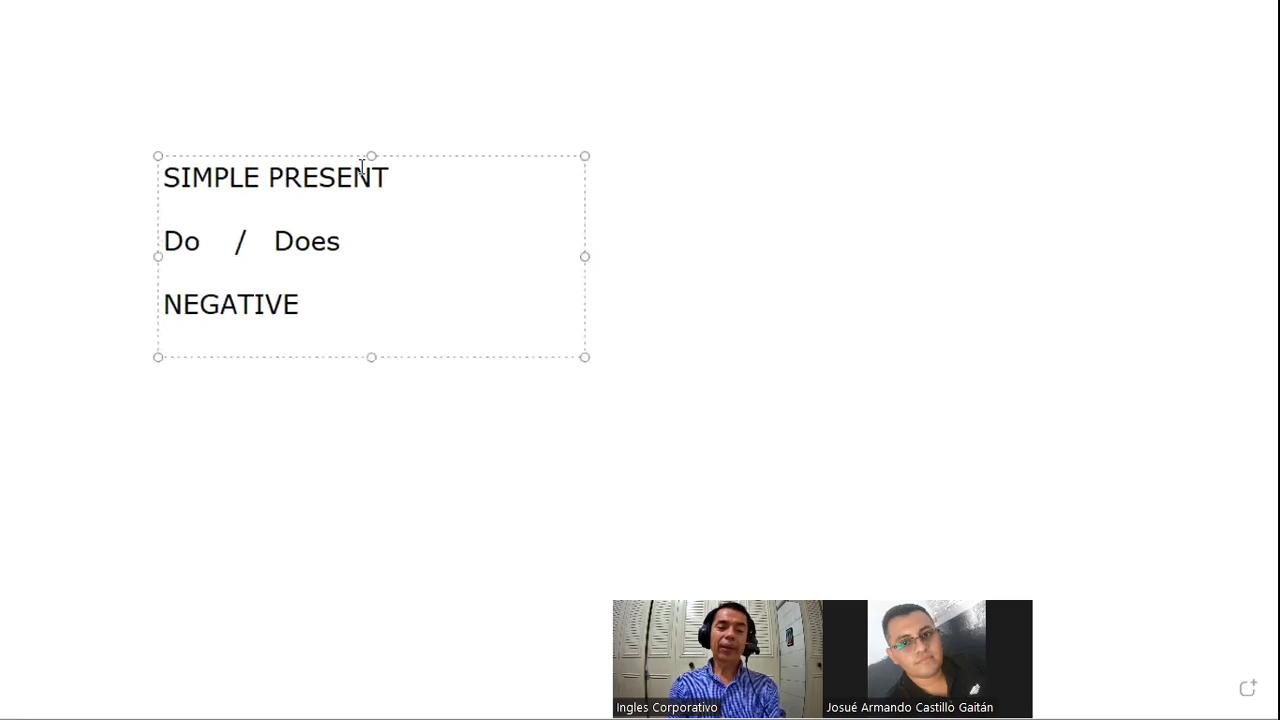 SIMPLE PRESENT
Do / Does
NEGATIVE
Ingles Corporativo
Josué Armando Castillo Gaitán